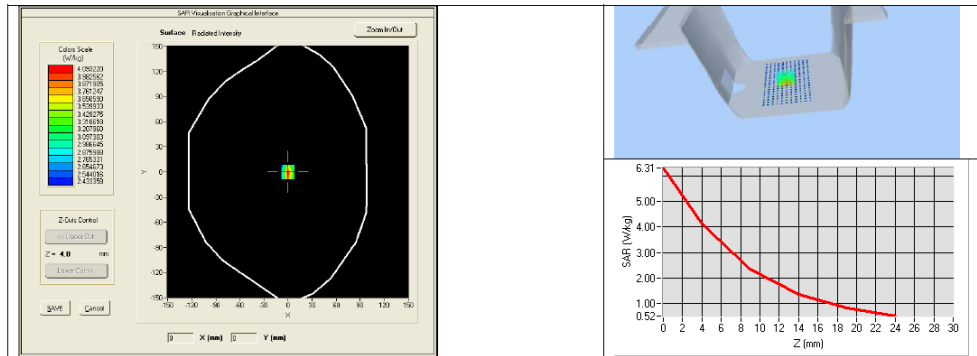 SAR Visualisation Graphical Interface
Surface Radiated Intensity
Zoom In/Out
Colors Scale
(W/kg)
4.093220
3.982562
3.871905
3.761247
3.650590
3.539933
3.429275
3.318618
3.207960
3.097303
2.986645
2.875988
2.765331
2.654673
2.544016
2.433358
150
120
90
60
30
0
-30
-60
-90
-120
-150
Y
-150 -120 -90 -60 -30 0 30 60 90 120 150
X
Z-Cuts Control
<< Upper Cut
Z = 4.0 mm
Lower Cut >>
SAVE Cancel
0 X (mm) 0 Y (mm)
6.31
5.00
4.00
3.00
2.00
1.00
0.52
SAR (W/kg)
0 2 4 6 8 10 12 14 16 18 20 22 24 26 28 30
Z (mm)